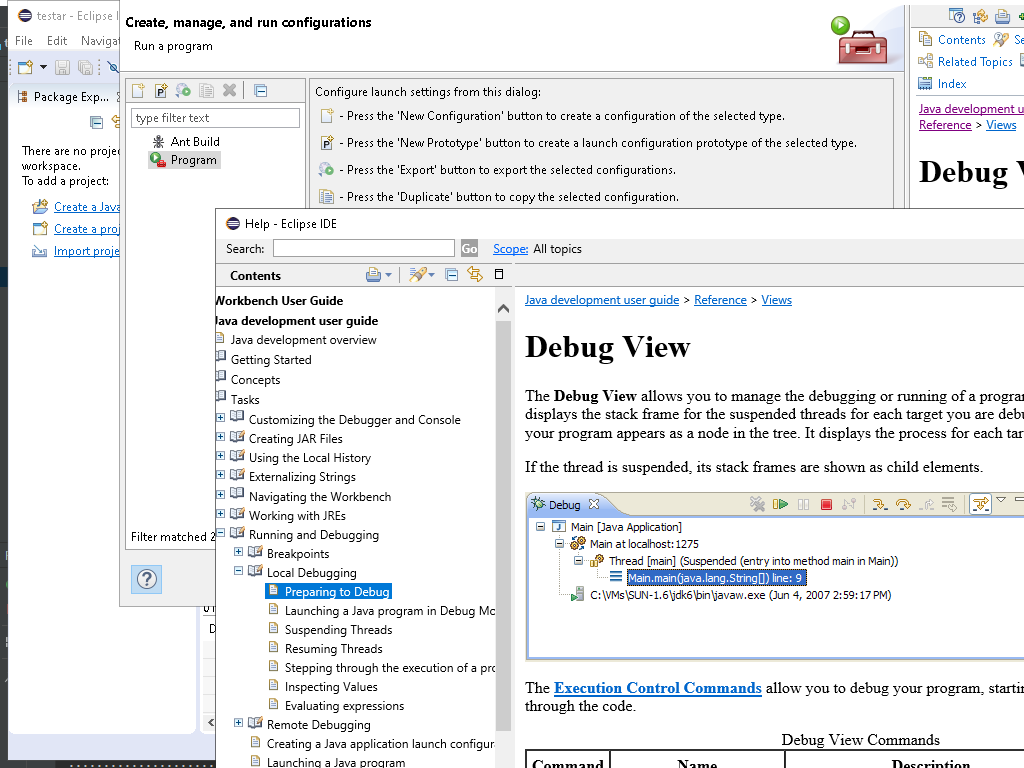 testar - Eclipse I
File Edit Navigat
Package Exp...
There are no proje
workspace.
To add a project:
Create a Java
Create a proj
Import proje
Create, manage, and run configurations
Run a program
type filter text
Ant Build
Program
Filter matched 2
Configure launch settings from this dialog:
- Press the 'New Configuration' button to create a configuration of the selected type.
- Press the 'New Prototype' button to create a launch configuration prototype of the selected type.
- Press the 'Export' button to export the selected configurations.
- Press the 'Duplicate' button to copy the selected configuration.
Contents Se
Related Topics
Index
Java development u
Reference > Views
Debug V
Help - Eclipse IDE
Search: Go Scope: All topics
Contents
Workbench User Guide
Java development user guide
Java development overview
Getting Started
Concepts
Tasks
Customizing the Debugger and Console
Creating JAR Files
Using the Local History
Externalizing Strings
Navigating the Workbench
Working with JREs
Running and Debugging
Breakpoints
Local Debugging
Preparing to Debug
Launching a Java program in Debug Mo
Suspending Threads
Resuming Threads
Stepping through the execution of a pro
Inspecting Values
Evaluating expressions
Remote Debugging
Creating a Java application launch configur
Launching a Java program
Java development user guide > Reference > Views
Debug View
The Debug View allows you to manage the debugging or running of a program
displays the stack frame for the suspended threads for each target you are debu
your program appears as a node in the tree. It displays the process for each tar
If the thread is suspended, its stack frames are shown as child elements.
Debug
Main [Java Application]
Main at localhost:1275
Thread [main] (Suspended (entry into method main in Main))
Main.main(java.lang.String[]) line: 9
C:\VMs\SUN-1.6\jdk6\bin\javaw.exe (Jun 4, 2007 2:59:17 PM)
The Execution Control Commands allow you to debug your program, startin
through the code.
Debug View Commands
Command Name Description